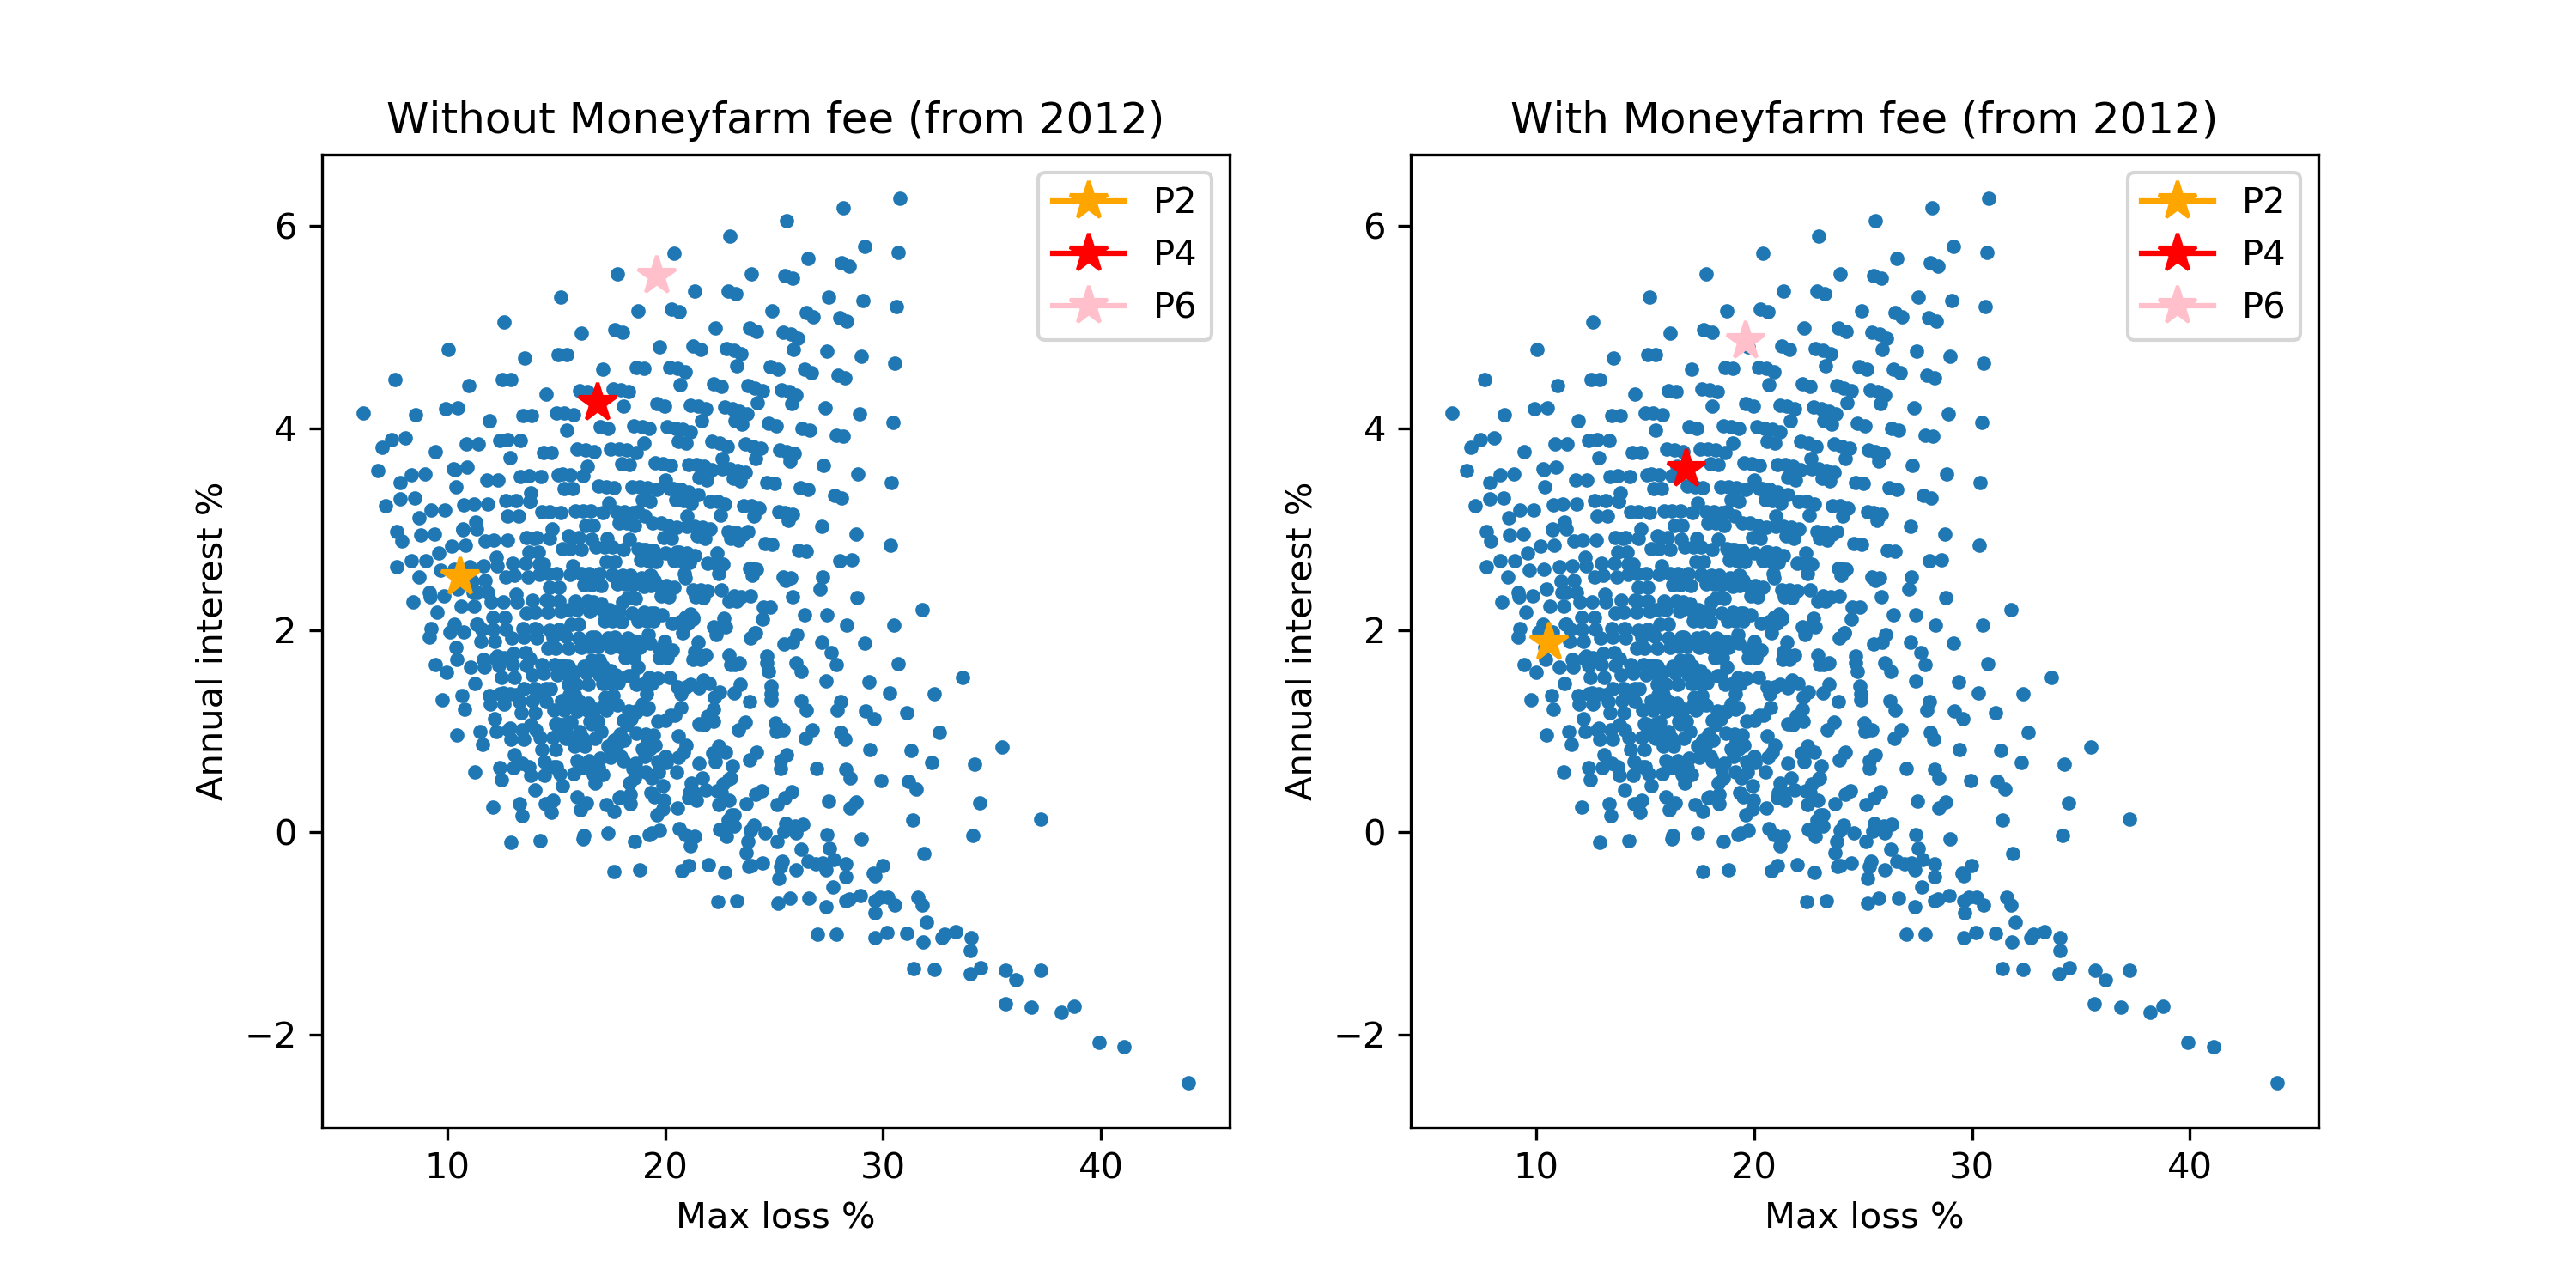 Without Moneyfarm fee (from 2012)
P2
P4
P6
6
4
2
0
−2
Annual interest %
10 20 30 40
Max loss %
With Moneyfarm fee (from 2012)
P2
P4
P6
6
4
2
0
−2
Annual interest %
10 20 30 40
Max loss %